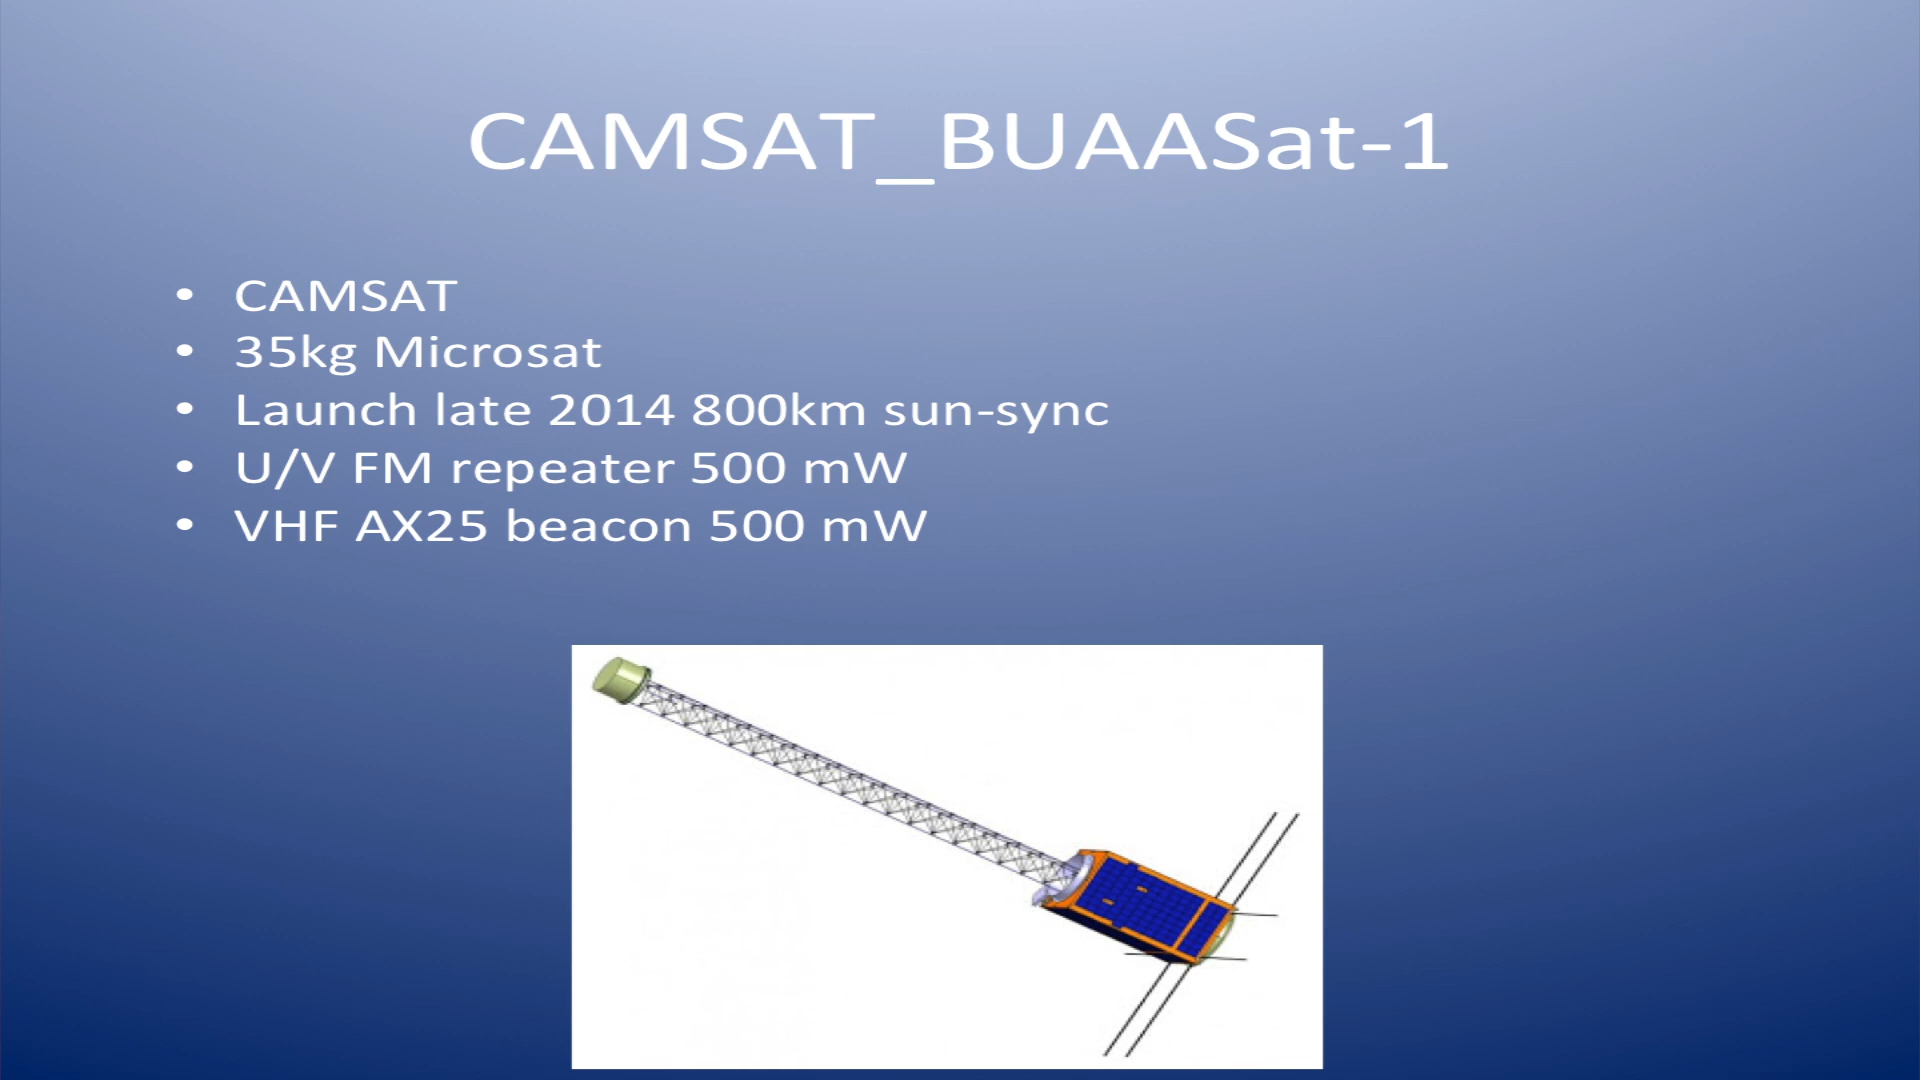 CAMSAT_BUAASat-1
• CAMSAT
• 35kg Microsat
• Launch late 2014 800km sun-sync
• U/V FM repeater 500 mW
• VHF AX25 beacon 500 mW